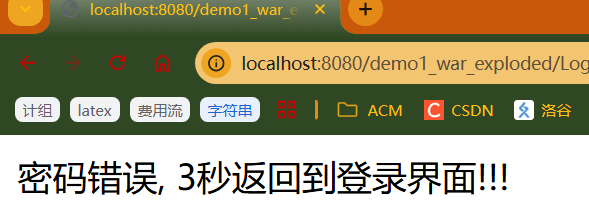 localhost:8080/demo1_war_e
localhost:8080/demo1_war_exploded/Log
计组 latex 费用流 字符串 ACM CSDN 洛谷
密码错误, 3秒返回到登录界面!!!